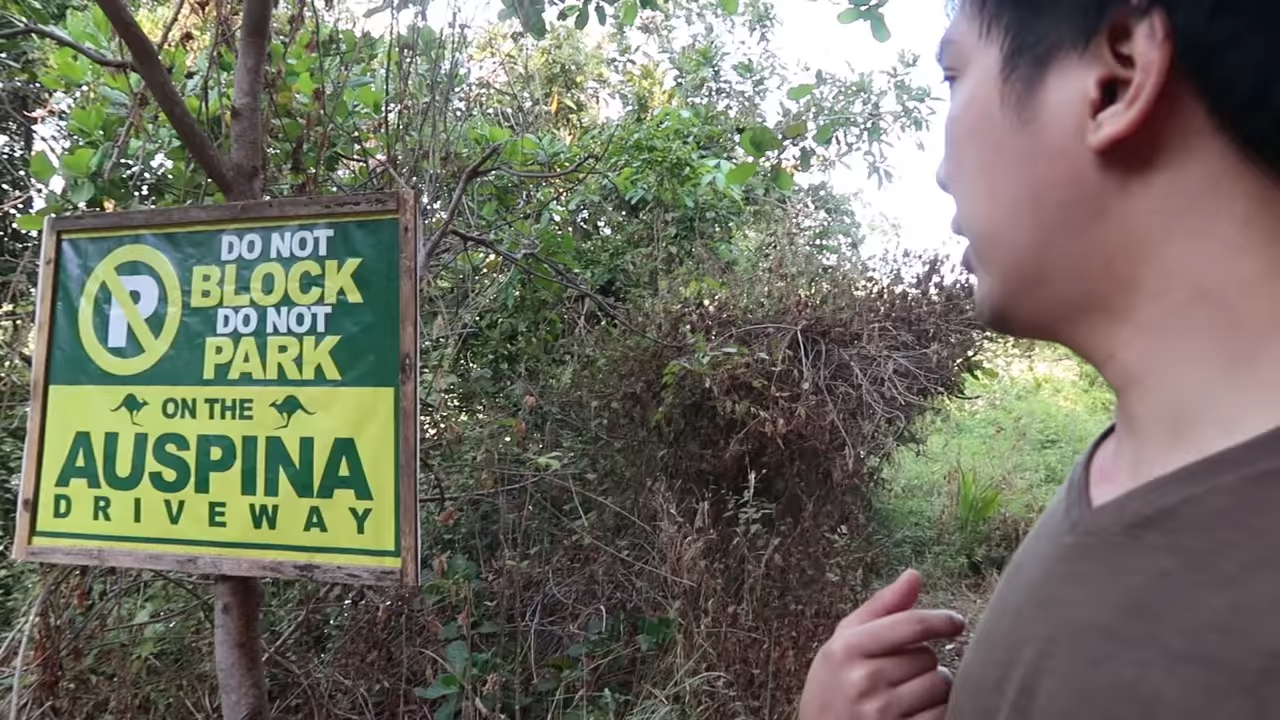 P
DO NOT
BLOCK
DO NOT
PARK
ON THE
AUSPINA
DRIVEWAY